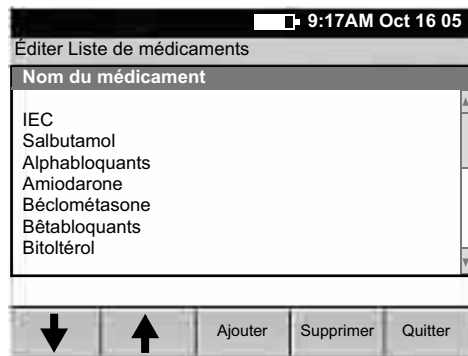 9:17AM Oct 16 05
Éditer Liste de médicaments
Nom du médicament
IEC
Salbutamol
Alphabloquants
Amiodarone
Béclométasone
Bêtabloquants
Bitoltérol
Ajouter Supprimer Quitter